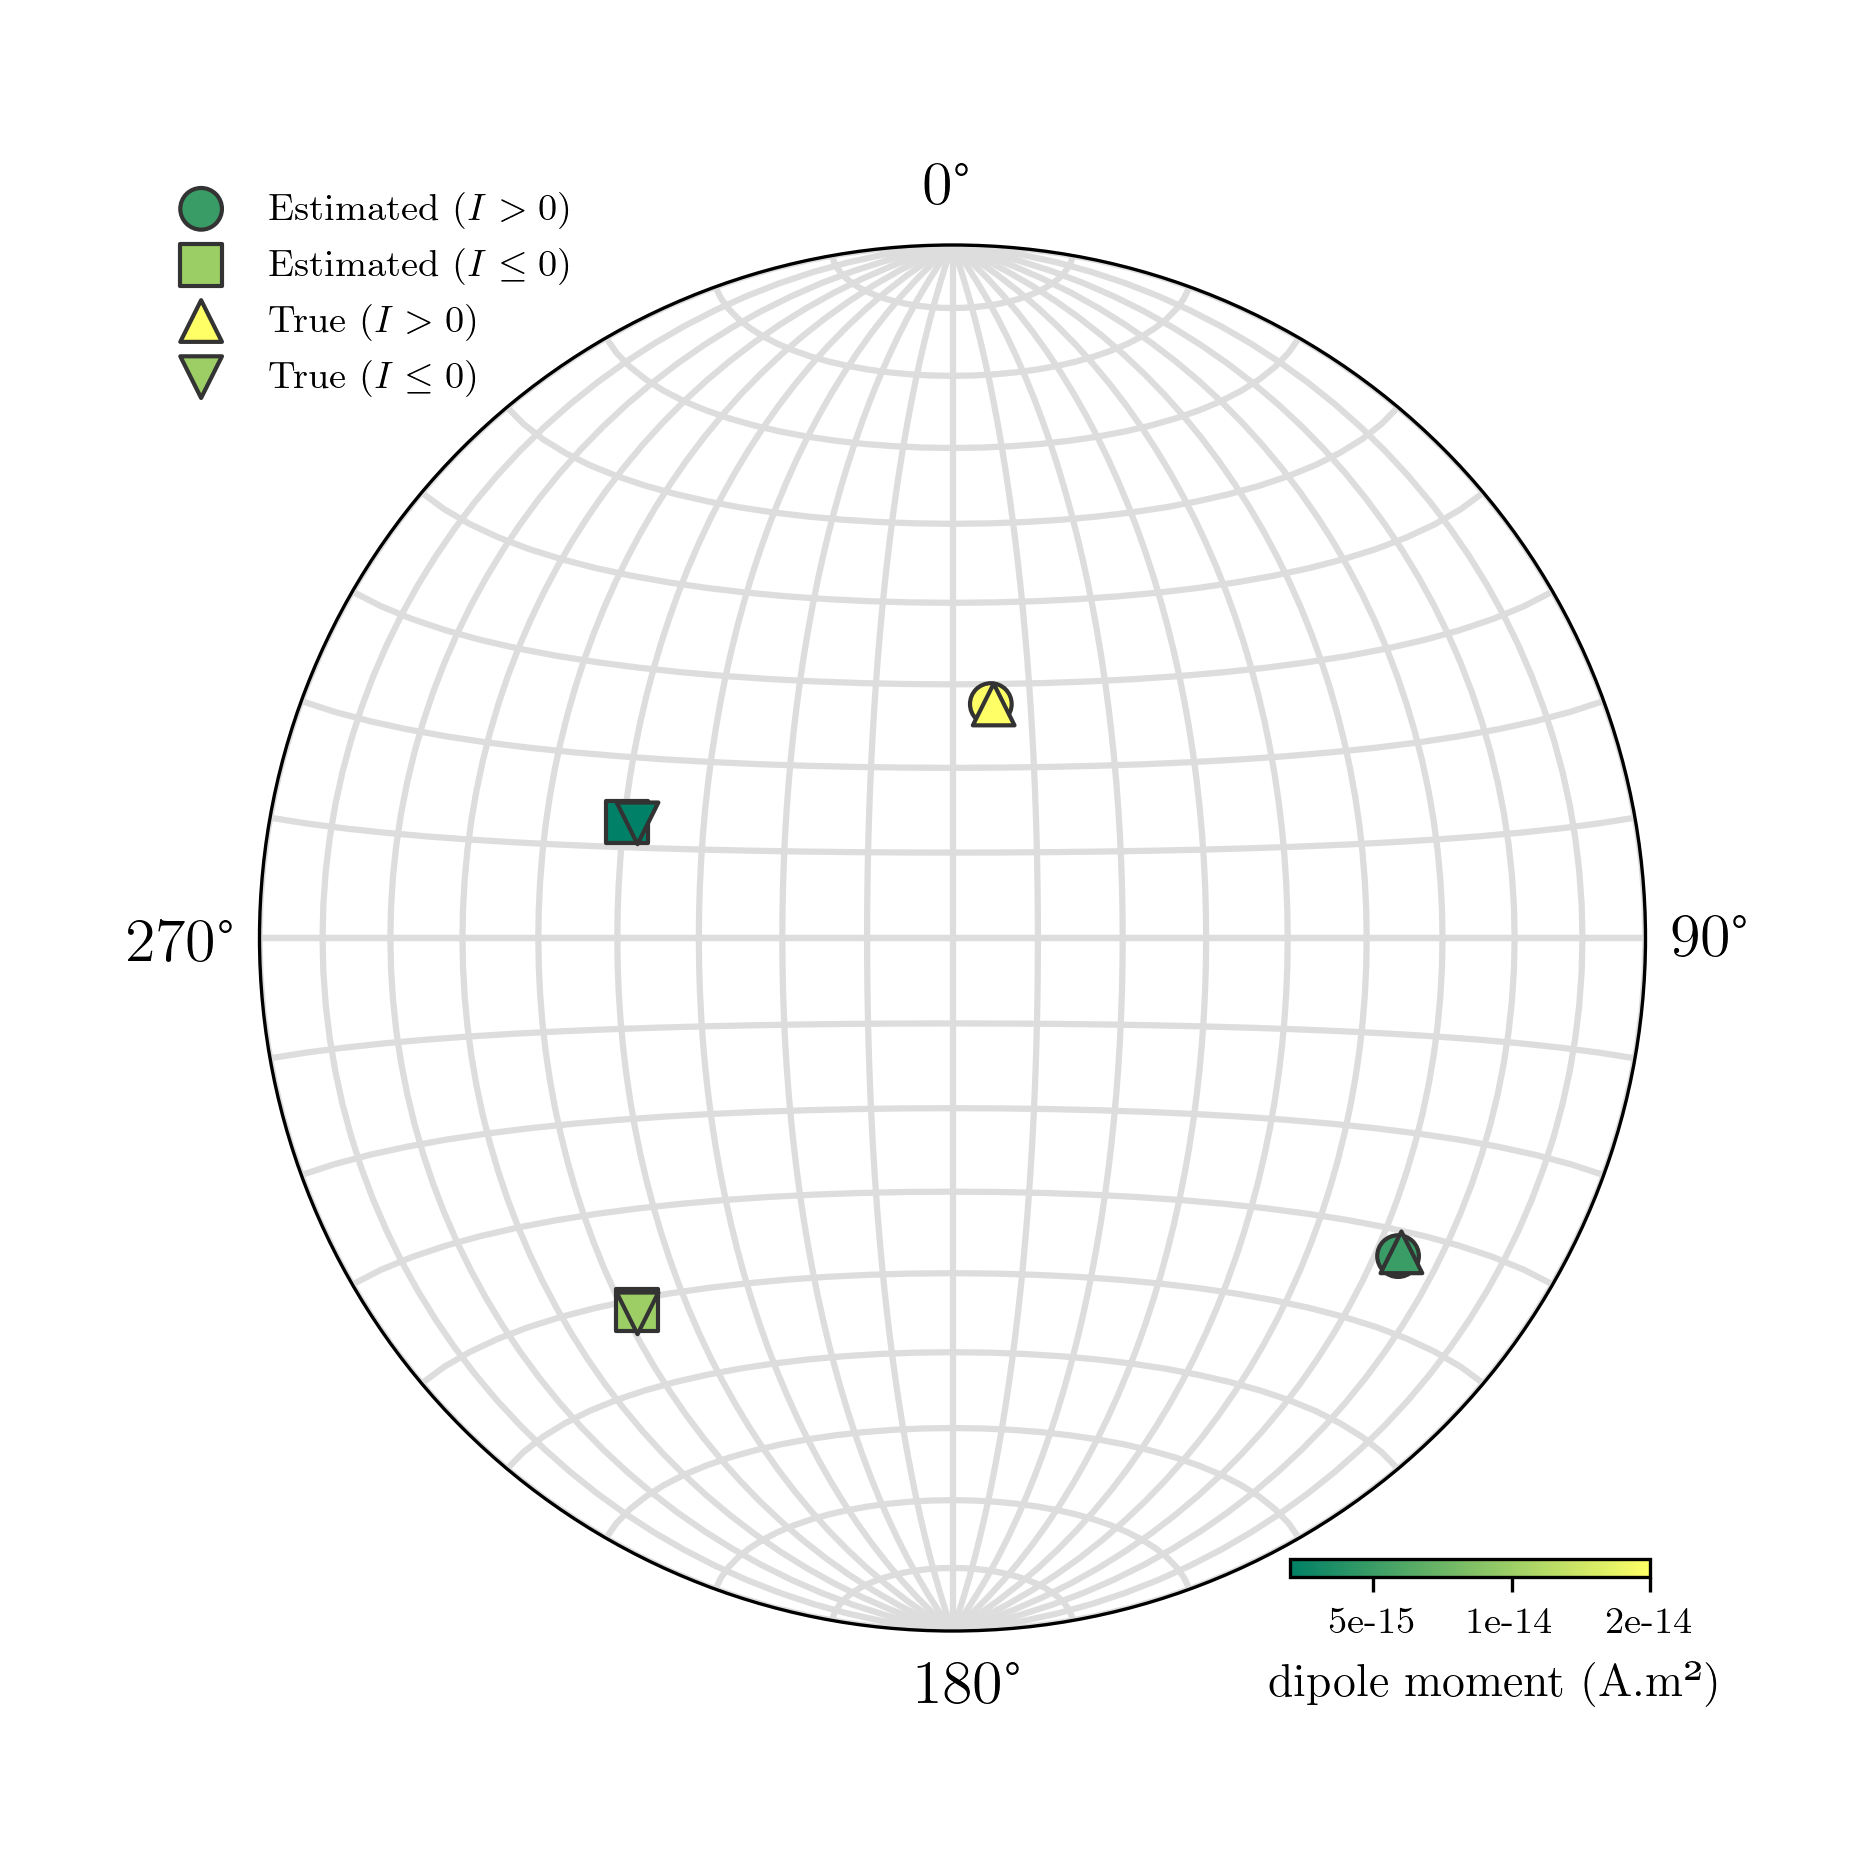 0°
Estimated (I > 0)
Estimated (I ≤ 0)
True (I > 0)
True (I ≤ 0)
270°
90°
5e-15 1e-14 2e-14
dipole moment (A.m²)
180°